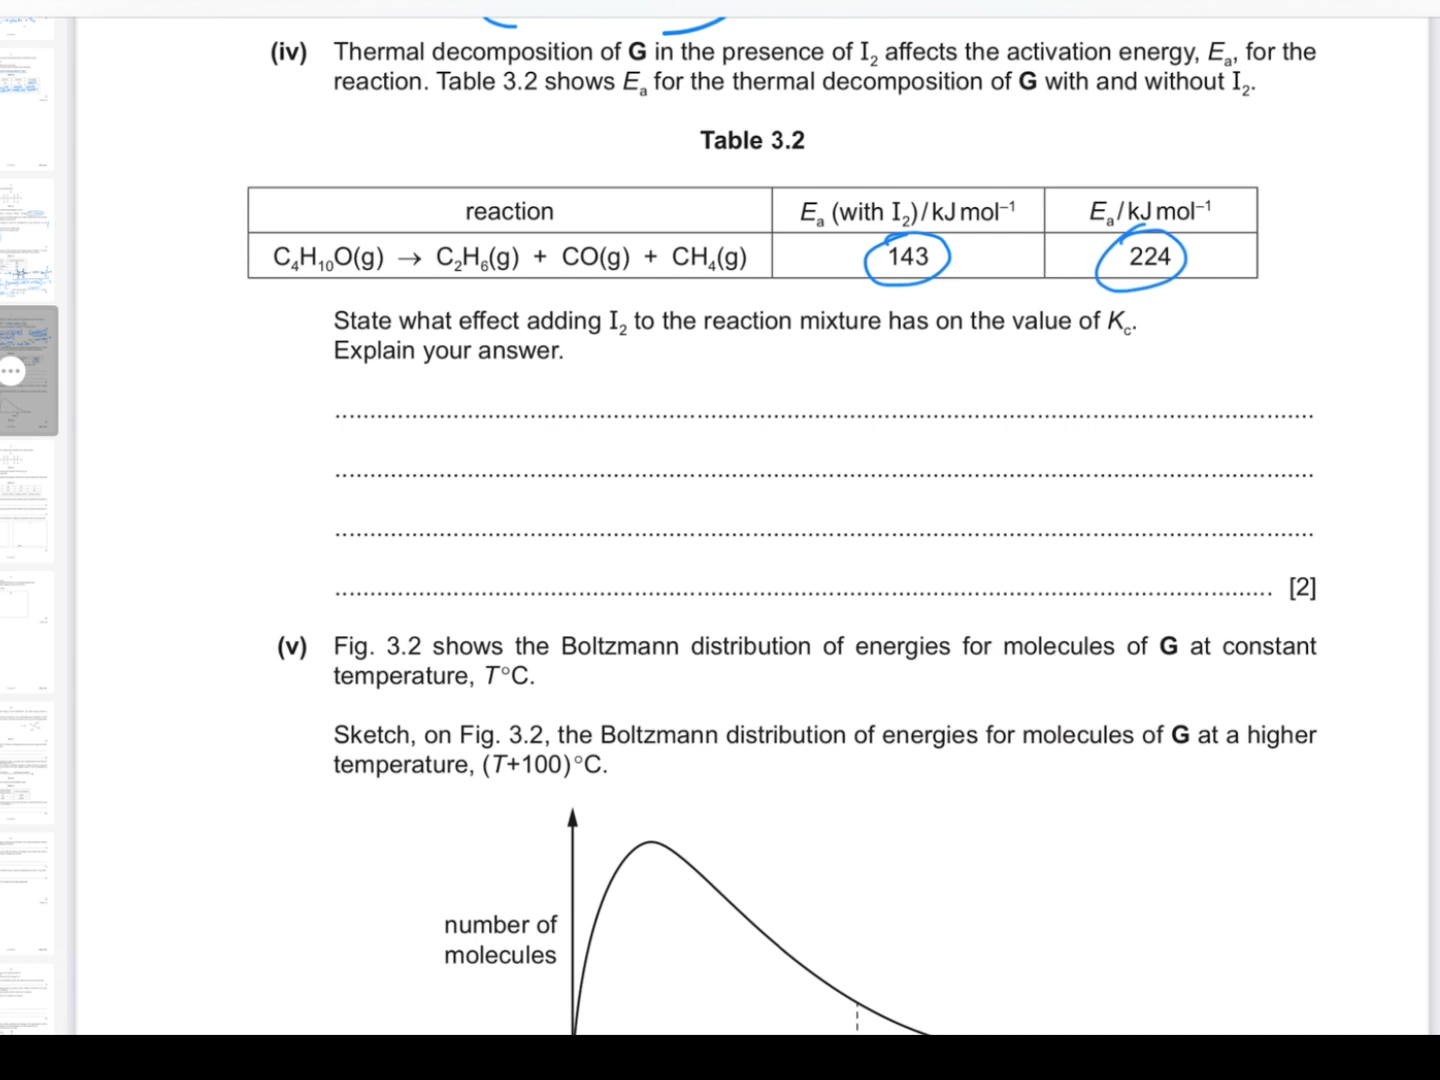 (iv) Thermal decomposition of G in the presence of I₂ affects the activation energy, Eₐ, for the
reaction. Table 3.2 shows Eₐ for the thermal decomposition of G with and without I₂.
Table 3.2
reaction Eₐ (with I₂)/kJ mol⁻¹ Eₐ/kJ mol⁻¹
C₄H₁₀O(g) → C₂H₆(g) + CO(g) + CH₄(g) 143 224
State what effect adding I₂ to the reaction mixture has on the value of K꜀.
Explain your answer.
[2]
(v) Fig. 3.2 shows the Boltzmann distribution of energies for molecules of G at constant
temperature, T°C.
Sketch, on Fig. 3.2, the Boltzmann distribution of energies for molecules of G at a higher
temperature, (T+100)°C.
number of
molecules